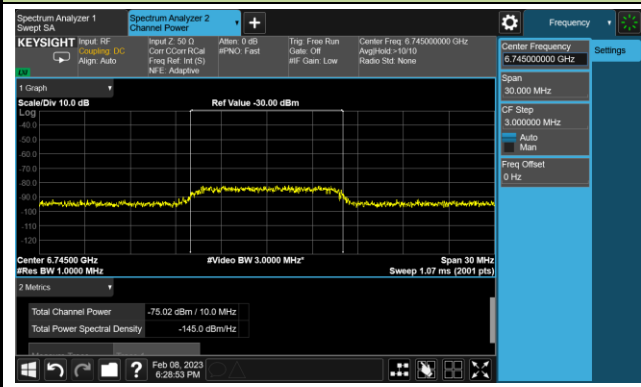 Spectrum Analyzer 1
Swept SA
Spectrum Analyzer 2
Channel Power
Frequency
KEYSIGHT
Input: RF
Coupling: DC
Align: Auto
Input Z: 50 Ω
Corr CCorr RCal
Freq Ref: Int (S)
NFE: Adaptive
Atten: 0 dB
#PNO: Fast
Trig: Free Run
Gate: Off
#IF Gain: Low
Center Freq: 6.745000000 GHz
Avg|Hold:>10/10
Radio Std: None
1 Graph
Scale/Div 10.0 dB
Ref Value -30.00 dBm
Log
-40.0
-50.0
-60.0
-70.0
-80.0
-90.0
-100
-110
-120
Center 6.74500 GHz
#Video BW 3.0000 MHz*
Span 30 MHz
#Res BW 1.0000 MHz
Sweep 1.07 ms (2001 pts)
2 Metrics
Total Channel Power
-75.02 dBm / 10.0 MHz
Total Power Spectral Density
-145.0 dBm/Hz
Feb 08, 2023
6:28:53 PM
Center Frequency
6.745000000 GHz
Settings
Span
30.000 MHz
CF Step
3.000000 MHz
Auto
Man
Freq Offset
0 Hz